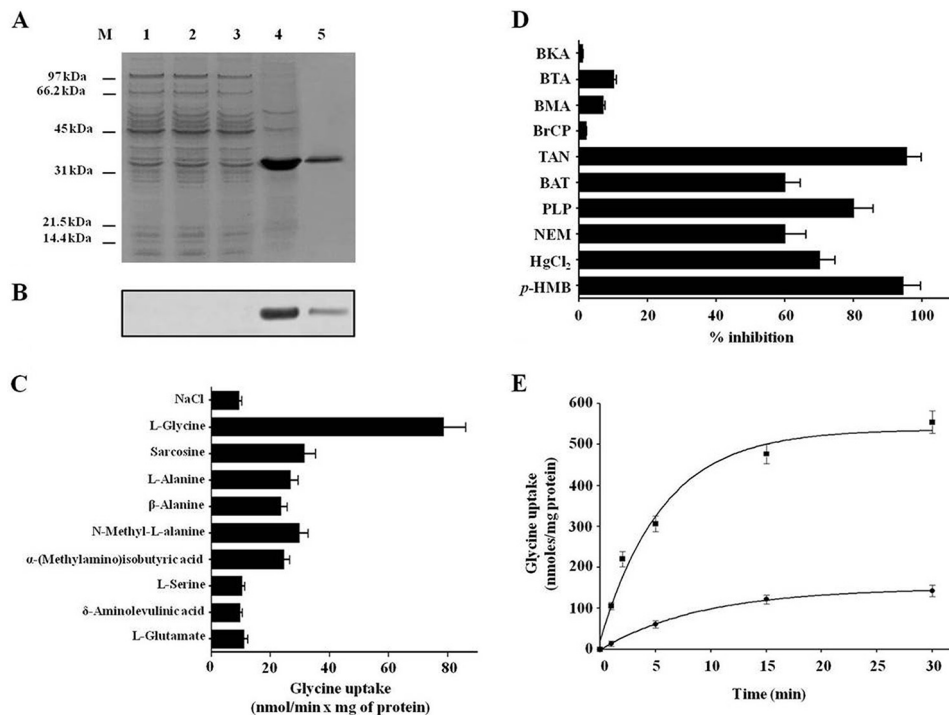 A
M 1 2 3 4 5
97 kDa
66.2 kDa
45 kDa
31 kDa
21.5 kDa
14.4 kDa
B
C
NaCl
L-Glycine
Sarcosine
L-Alanine
β-Alanine
N-Methyl-L-alanine
α-(Methylamino)isobutyric acid
L-Serine
δ-Aminolevulinic acid
L-Glutamate
0 20 40 60 80
Glycine uptake
(nmol/min x mg of protein)
D
BKA
BTA
BMA
BrCP
TAN
BAT
PLP
NEM
HgCl₂
p-HMB
0 20 40 60 80 100
% inhibition
E
Glycine uptake
(nmoles/mg protein)
600
500
400
300
200
100
0
0 5 10 15 20 25 30
Time (min)